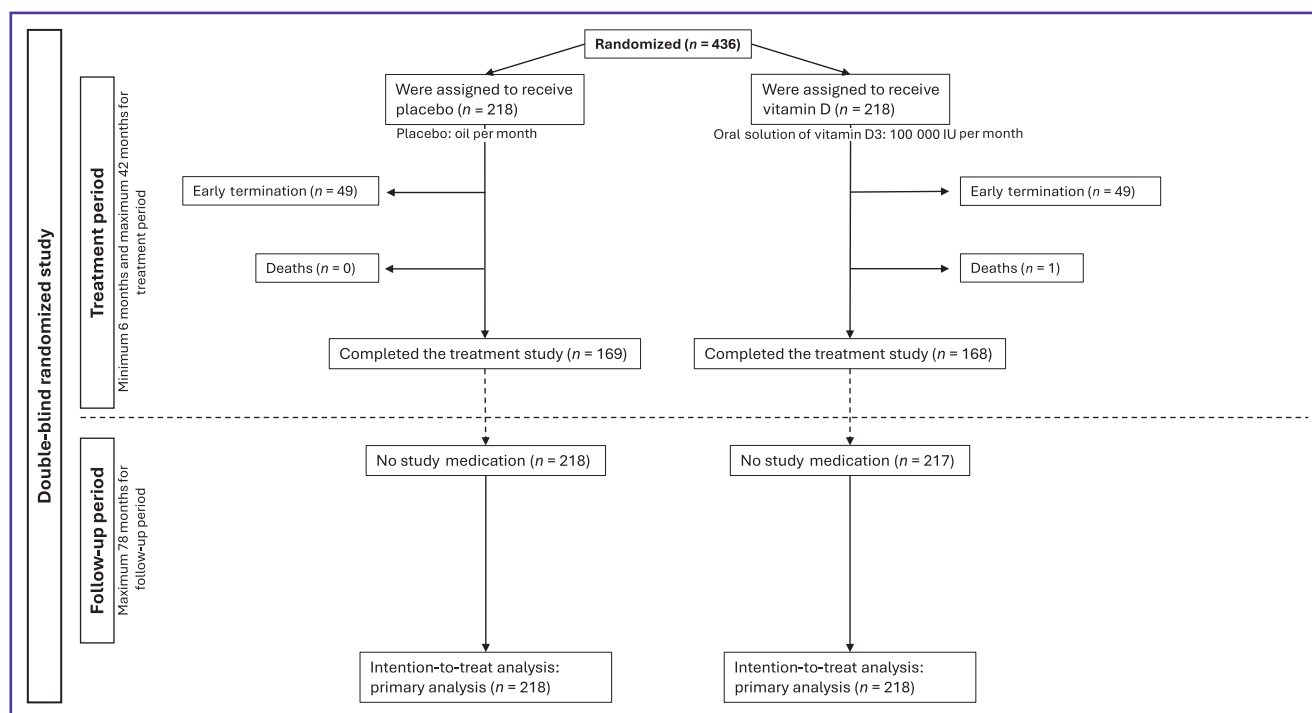 Double-blind randomized study
Treatment period
Minimum 6 months and maximum 42 months for
treatment period
Follow-up period
Maximum 78 months for
follow-up period
Randomized (n = 436)
Were assigned to receive
placebo (n = 218)
Were assigned to receive
vitamin D (n = 218)
Placebo: oil per month
Oral solution of vitamin D3: 100 000 IU per month
Early termination (n = 49)
Early termination (n = 49)
Deaths (n = 0)
Deaths (n = 1)
Completed the treatment study (n = 169)
Completed the treatment study (n = 168)
No study medication (n = 218)
No study medication (n = 217)
Intention-to-treat analysis:
primary analysis (n = 218)
Intention-to-treat analysis:
primary analysis (n = 218)